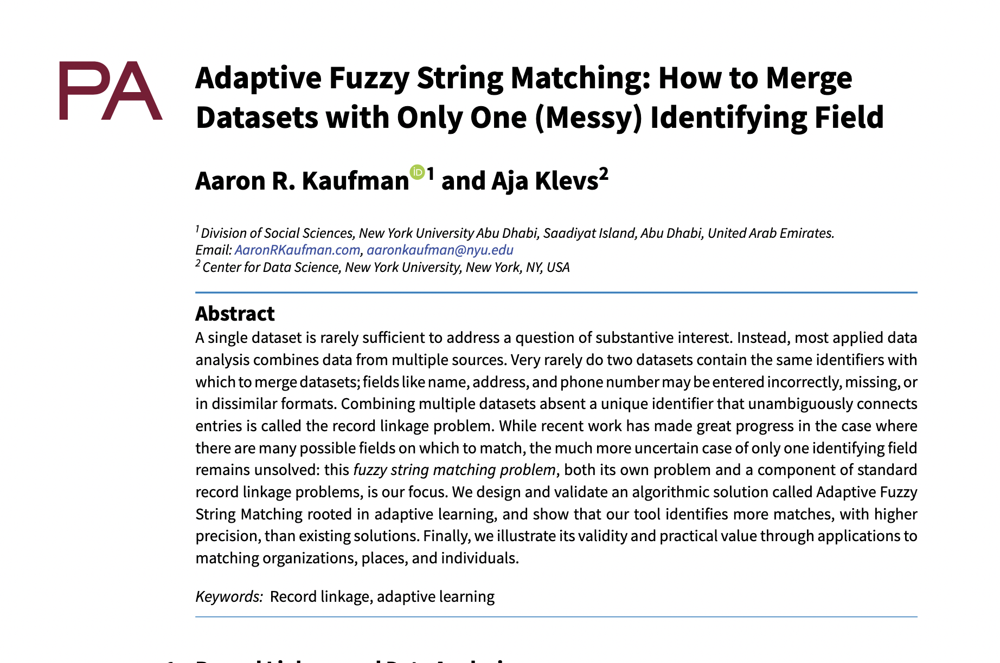 PA
Adaptive Fuzzy String Matching: How to Merge
Datasets with Only One (Messy) Identifying Field
Aaron R. Kaufman iD 1 and Aja Klevs2
1 Division of Social Sciences, New York University Abu Dhabi, Saadiyat Island, Abu Dhabi, United Arab Emirates.
Email: AaronRKaufman.com, aaronkaufman@nyu.edu
2 Center for Data Science, New York University, New York, NY, USA
Abstract
A single dataset is rarely sufficient to address a question of substantive interest. Instead, most applied data
analysis combines data from multiple sources. Very rarely do two datasets contain the same identifiers with
which to merge datasets; fields like name, address, and phone number may be entered incorrectly, missing, or
in dissimilar formats. Combining multiple datasets absent a unique identifier that unambiguously connects
entries is called the record linkage problem. While recent work has made great progress in the case where
there are many possible fields on which to match, the much more uncertain case of only one identifying field
remains unsolved: this fuzzy string matching problem, both its own problem and a component of standard
record linkage problems, is our focus. We design and validate an algorithmic solution called Adaptive Fuzzy
String Matching rooted in adaptive learning, and show that our tool identifies more matches, with higher
precision, than existing solutions. Finally, we illustrate its validity and practical value through applications to
matching organizations, places, and individuals.
Keywords: Record linkage, adaptive learning